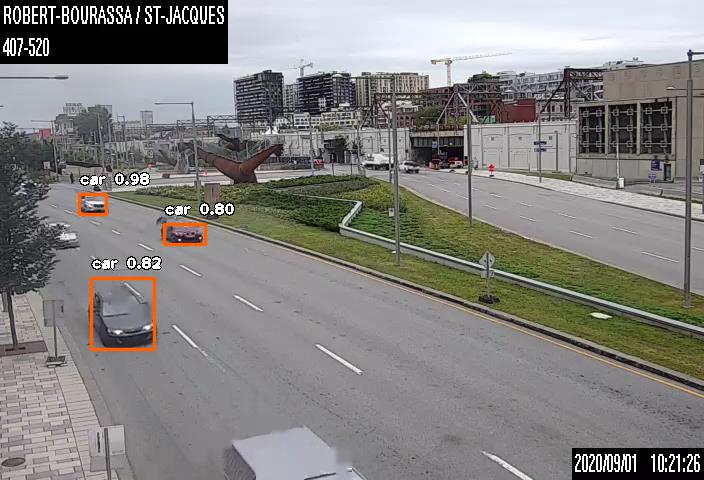 ROBERT-BOURASSA / ST-JACQUES
407-520
car 0.98
car 0.80
car 0.82
2020/09/01 10:21:26